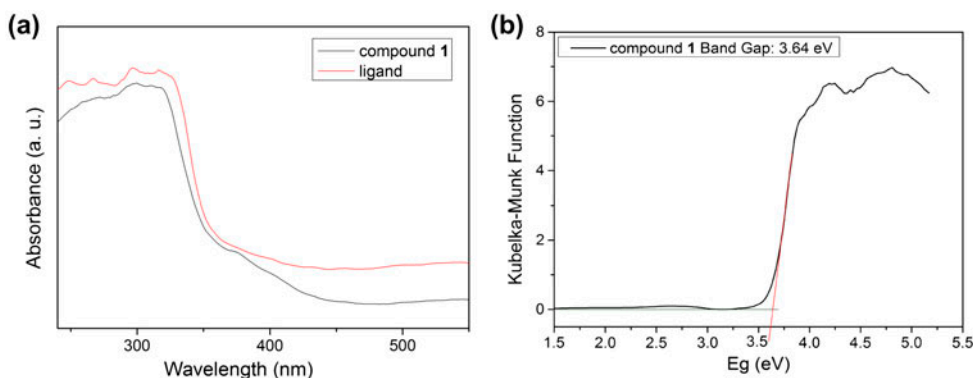 (a)
compound 1
ligand
Absorbance (a. u.)
300
400
500
Wavelength (nm)
(b)
compound 1 Band Gap: 3.64 eV
Kubelka-Munk Function
8
6
4
2
0
1.5
2.0
2.5
3.0
3.5
4.0
4.5
5.0
5.5
Eg (eV)